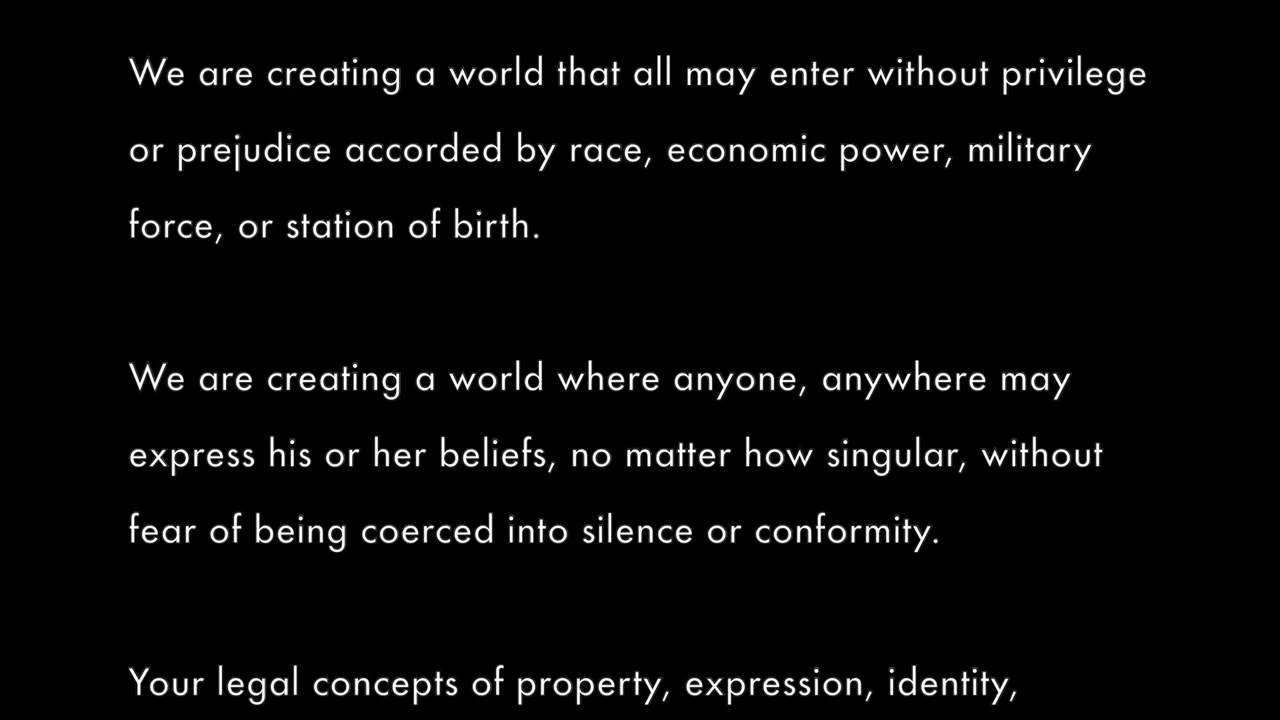 We are creating a world that all may enter without privilege
or prejudice accorded by race, economic power, military
force, or station of birth.
We are creating a world where anyone, anywhere may
express his or her beliefs, no matter how singular, without
fear of being coerced into silence or conformity.
Your legal concepts of property, expression, identity,